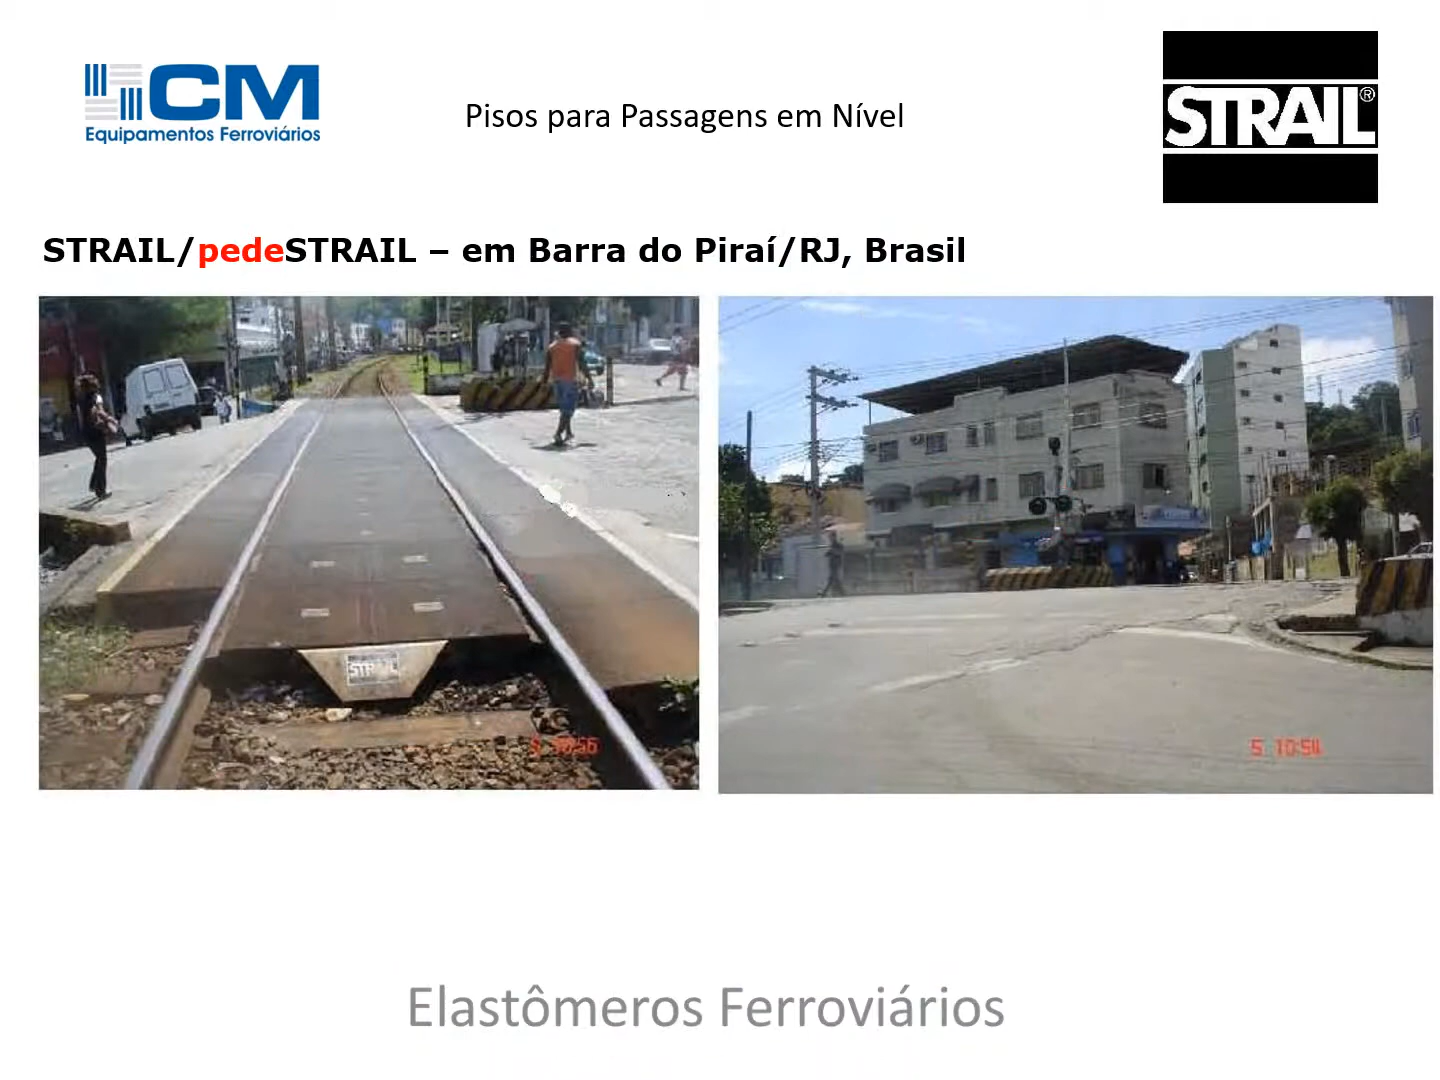 CM
Equipamentos Ferroviários
Pisos para Passagens em Nível
STRAIL®
STRAIL/pedeSTRAIL – em Barra do Piraí/RJ, Brasil
STRAIL
5 10:56
5 10:54
Elastômeros Ferroviários